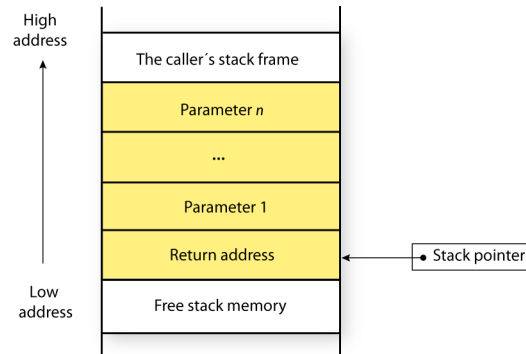 High
address
The caller´s stack frame
Parameter n
...
Parameter 1
Return address
Stack pointer
Low
address
Free stack memory